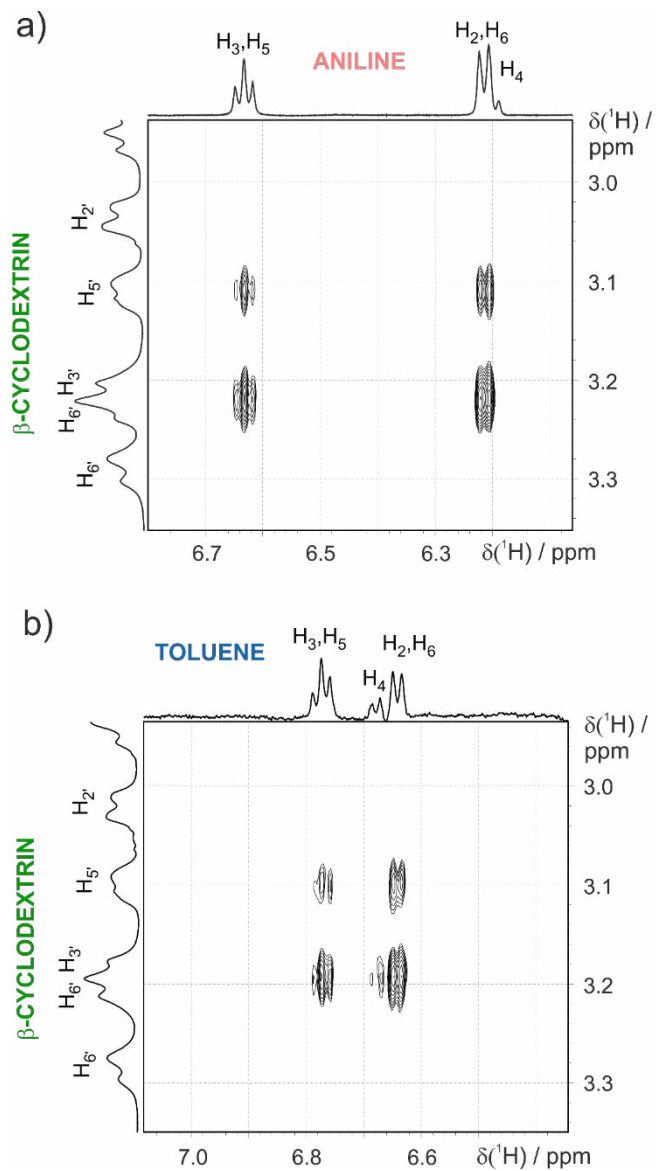 a)
H₃,H₅
ANILINE
H₂,H₆
H₄
δ(¹H) /
ppm
β-CYCLODEXTRIN
H₂'
H₅'
H₃'
H₆'
H₆'
3.0
3.1
3.2
3.3
6.7
6.5
6.3
δ(¹H) / ppm
b)
TOLUENE
H₃,H₅
H₄
H₂,H₆
δ(¹H) /
ppm
β-CYCLODEXTRIN
H₂'
H₅'
H₃'
H₆'
H₆'
3.0
3.1
3.2
3.3
7.0
6.8
6.6
δ(¹H) / ppm